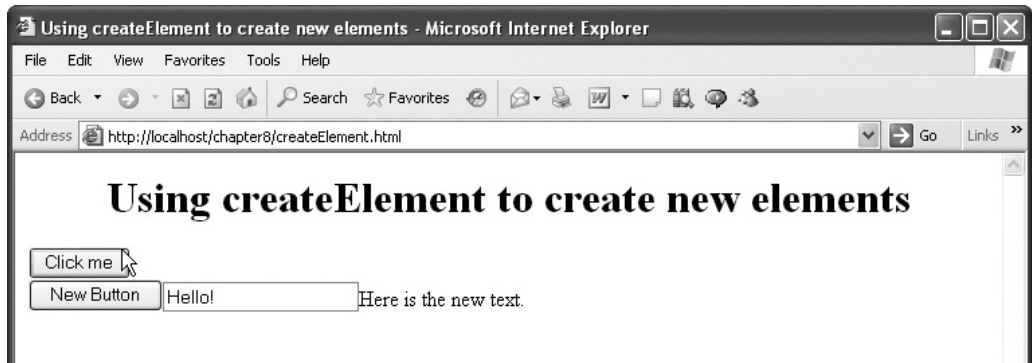 Using createElement to create new elements - Microsoft Internet Explorer
File Edit View Favorites Tools Help
Back Search Favorites
Address http://localhost/chapter8/createElement.html Go Links »
Using createElement to create new elements
Click me
New Button Hello! Here is the new text.